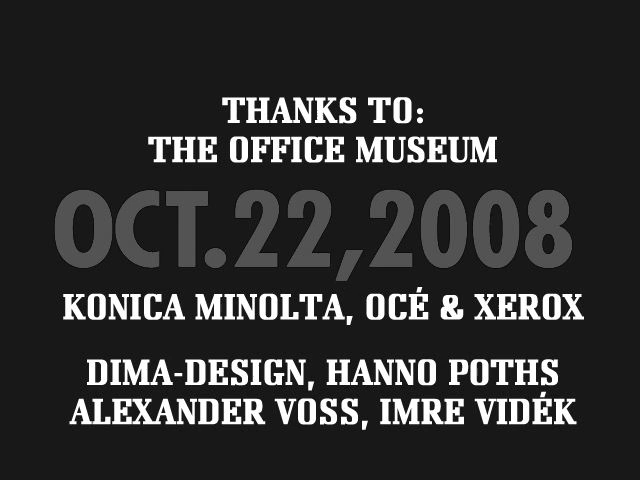 THANKS TO:
THE OFFICE MUSEUM
OCT.22,2008
KONICA MINOLTA, OCÉ & XEROX
DIMA-DESIGN, HANNO POTHS
ALEXANDER VOSS, IMRE VIDÉK